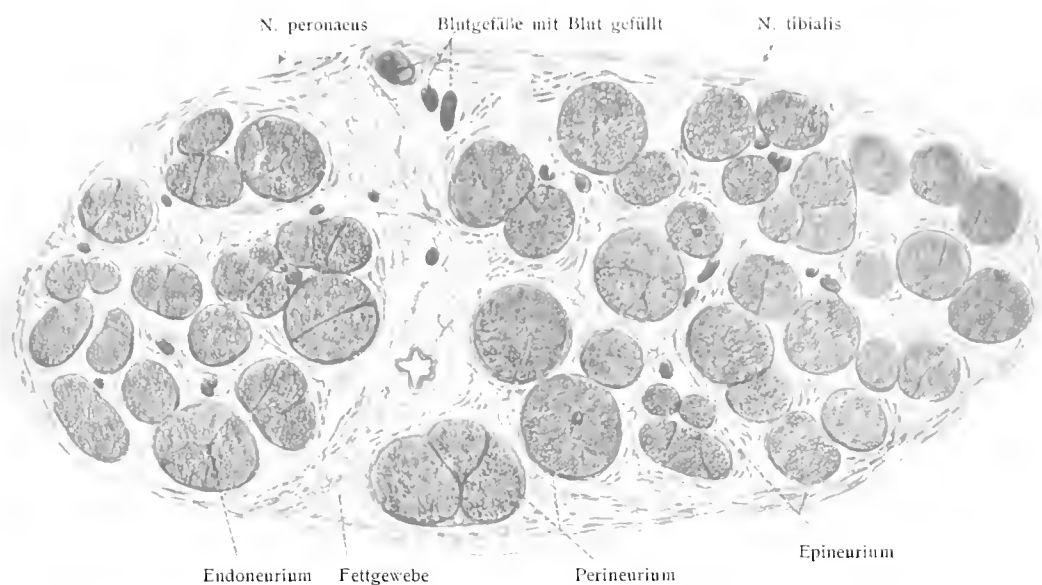 N. peronaeus
Blutgefäße mit Blut gefüllt
N. tibialis
Epineurium
Endoneurium
Fettgewebe
Perineurium